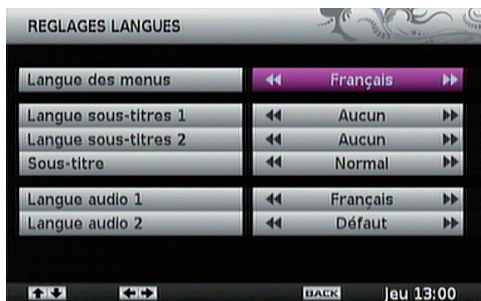 REGLAGES LANGUES
Langue des menus Français
Langue sous-titres 1 Aucun
Langue sous-titres 2 Aucun
Sous-titre Normal
Langue audio 1 Français
Langue audio 2 Défaut
BACK Jeu 13:00